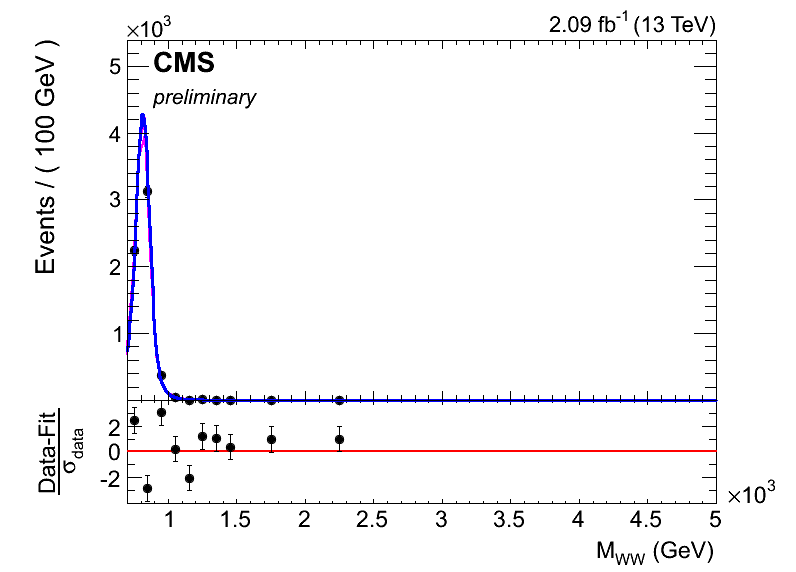 ×10³
2.09 fb⁻¹ (13 TeV)
CMS
preliminary
Events / ( 100 GeV )
5
4
3
2
1
Data-Fit
σdata
2
0
-2
1 1.5 2 2.5 3 3.5 4 4.5 5
×10³
MWW (GeV)